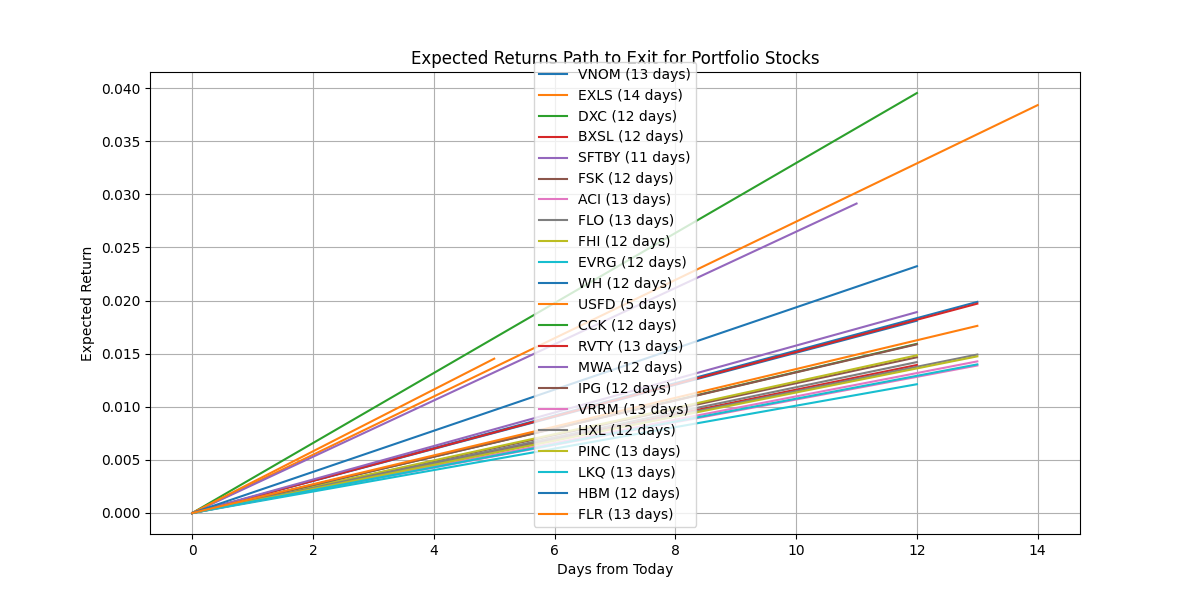 Expected Returns Path to Exit for Portfolio Stocks
VNOM (13 days)
EXLS (14 days)
DXC (12 days)
BXSL (12 days)
SFTBY (11 days)
FSK (12 days)
ACI (13 days)
FLO (13 days)
FHI (12 days)
EVRG (12 days)
WH (12 days)
USFD (5 days)
CCK (12 days)
RVTY (13 days)
MWA (12 days)
IPG (12 days)
VRRM (13 days)
HXL (12 days)
PINC (13 days)
LKQ (13 days)
HBM (12 days)
FLR (13 days)
Expected Return
0.040
0.035
0.030
0.025
0.020
0.015
0.010
0.005
0.000
0 2 4 6 8 10 12 14
Days from Today